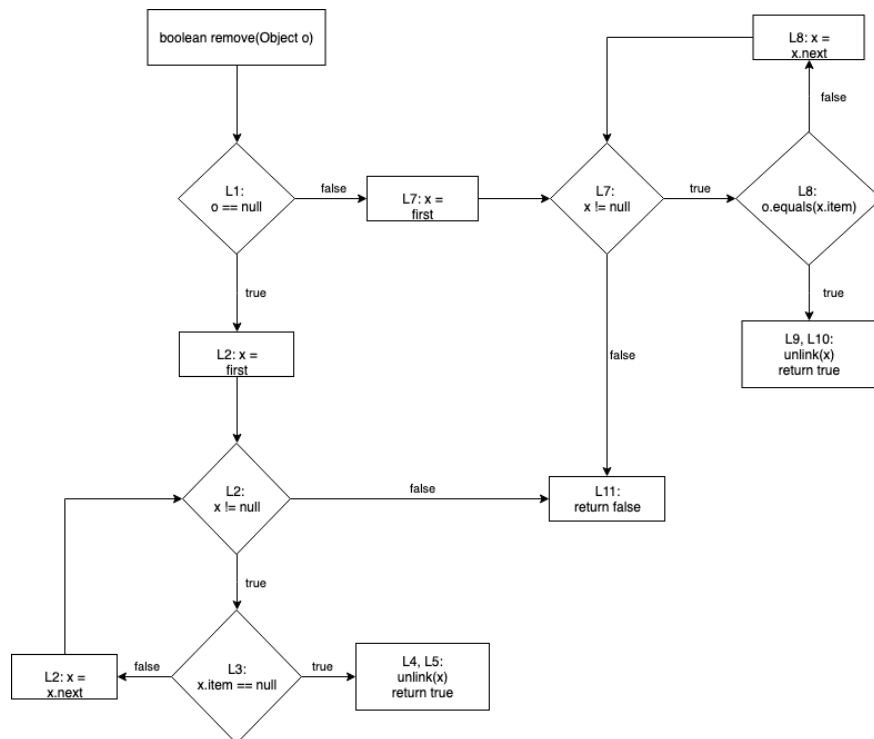 boolean remove(Object o)
L8: x =
x.next
false
L1:
o == null
false
L7: x =
first
L7:
x != null
true
L8:
o.equals(x.item)
true
true
L2: x =
first
false
L9, L10:
unlink(x)
return true
L2:
x != null
false
L11:
return false
true
L2: x =
x.next
false
L3:
x.item == null
true
L4, L5:
unlink(x)
return true